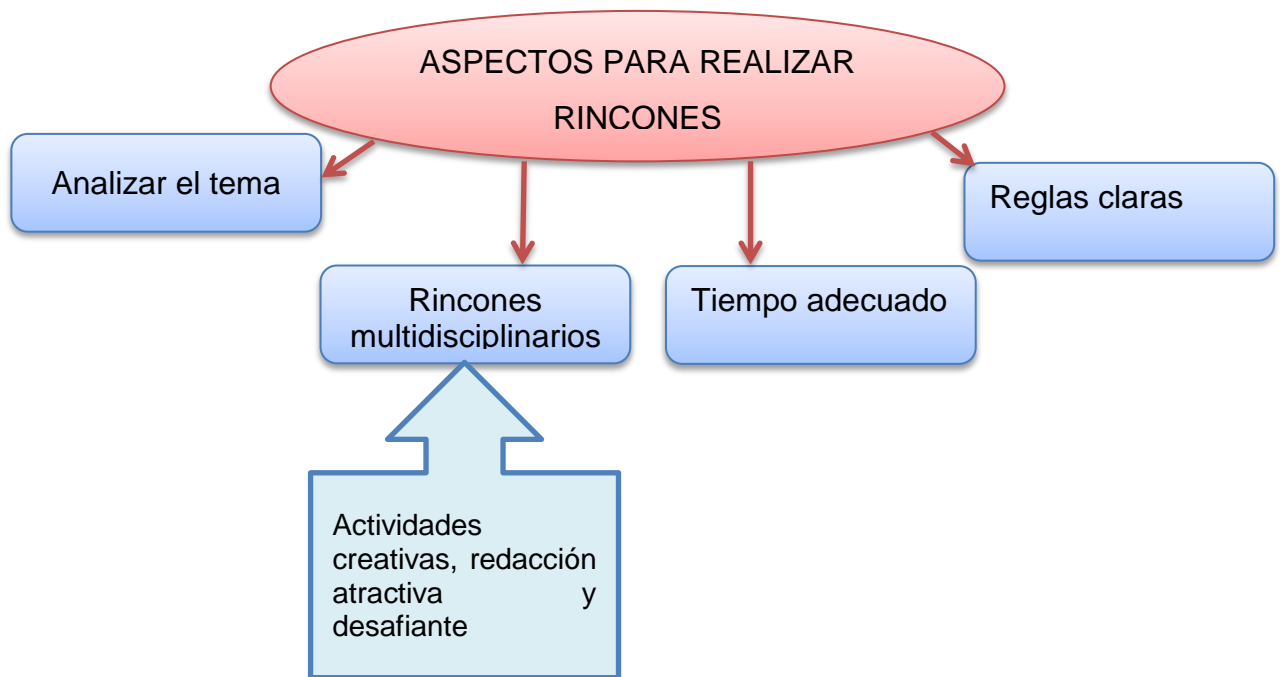 ASPECTOS PARA REALIZAR
RINCONES
Analizar el tema
Reglas claras
Rincones
multidisciplinarios
Tiempo adecuado
Actividades
creativas, redacción
atractiva y
desafiante